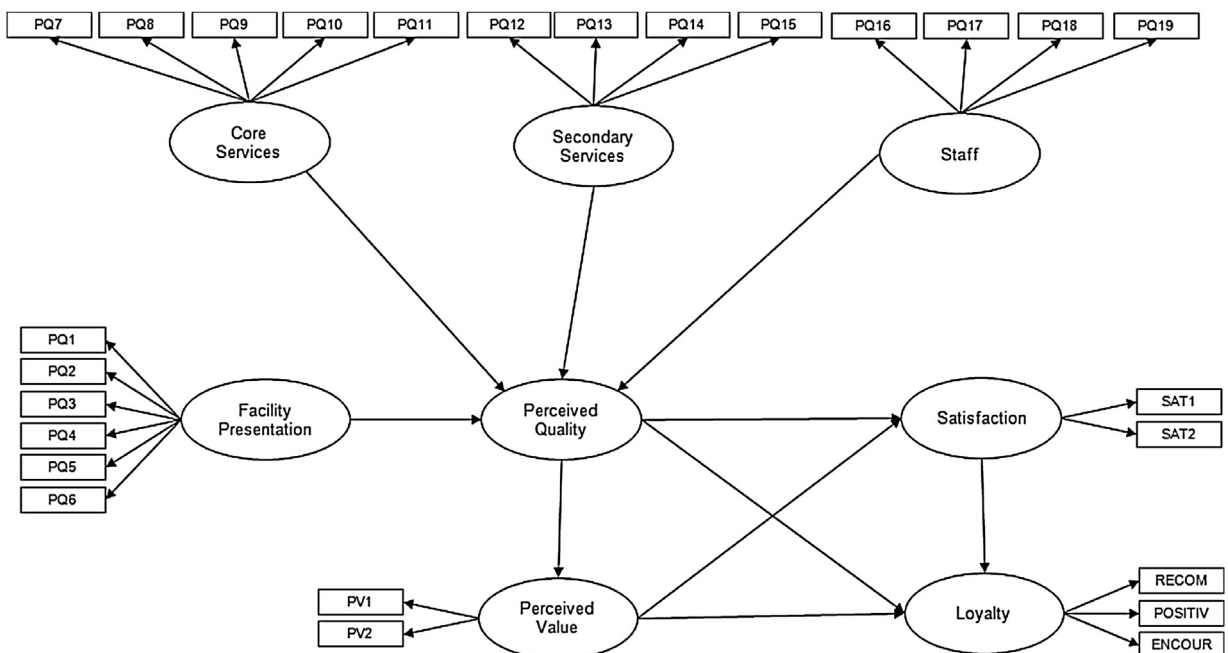 PQ7
PQ8
PQ9
PQ10
PQ11
PQ12
PQ13
PQ14
PQ15
PQ16
PQ17
PQ18
PQ19
Core
Services
Secondary
Services
Staff
PQ1
PQ2
PQ3
PQ4
PQ5
PQ6
Facility
Presentation
Perceived
Quality
Satisfaction
SAT1
SAT2
PV1
PV2
Perceived
Value
Loyalty
RECOM
POSITIV
ENCOUR